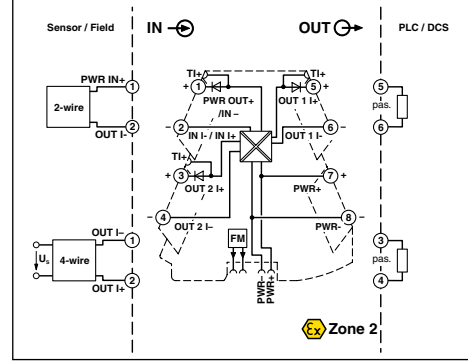 Sensor / Field
IN
OUT
PLC / DCS
PWR IN+
1
2-wire
2
OUT I-
TI+
TI+
+
1
5
+
PWR OUT+
/IN –
OUT 1 I+
–
2
IN I- / IN I+
OUT 1 I-
6
–
TI+
+
3
OUT 2 I+
7
+
PWR+
–
4
OUT 2 I–
8
–
PWR-
FM
PWR–
PWR+
5
pas.
6
OUT I–
1
Us
4-wire
2
OUT I+
3
pas.
4
Ex
Zone 2